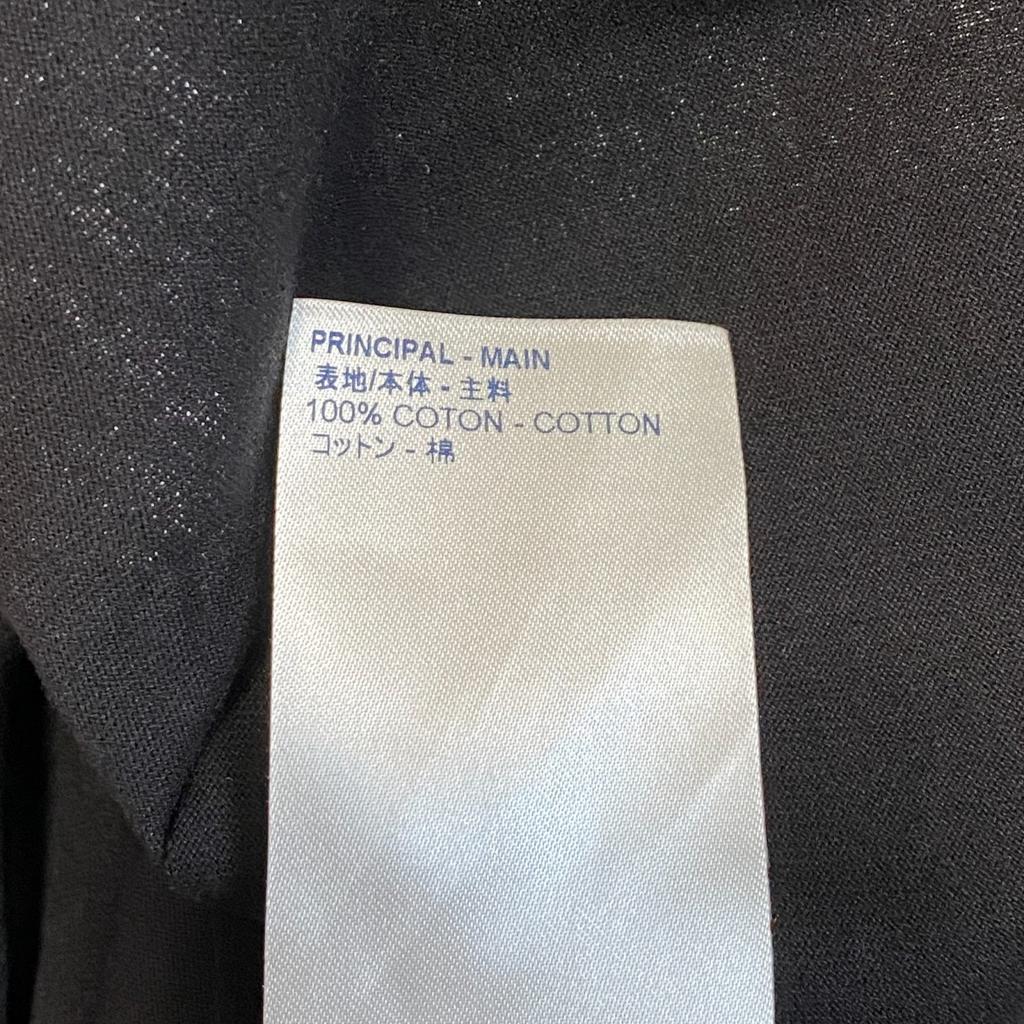 PRINCIPAL - MAIN
表地/本体 - 主料
100% COTON - COTTON
コットン - 棉